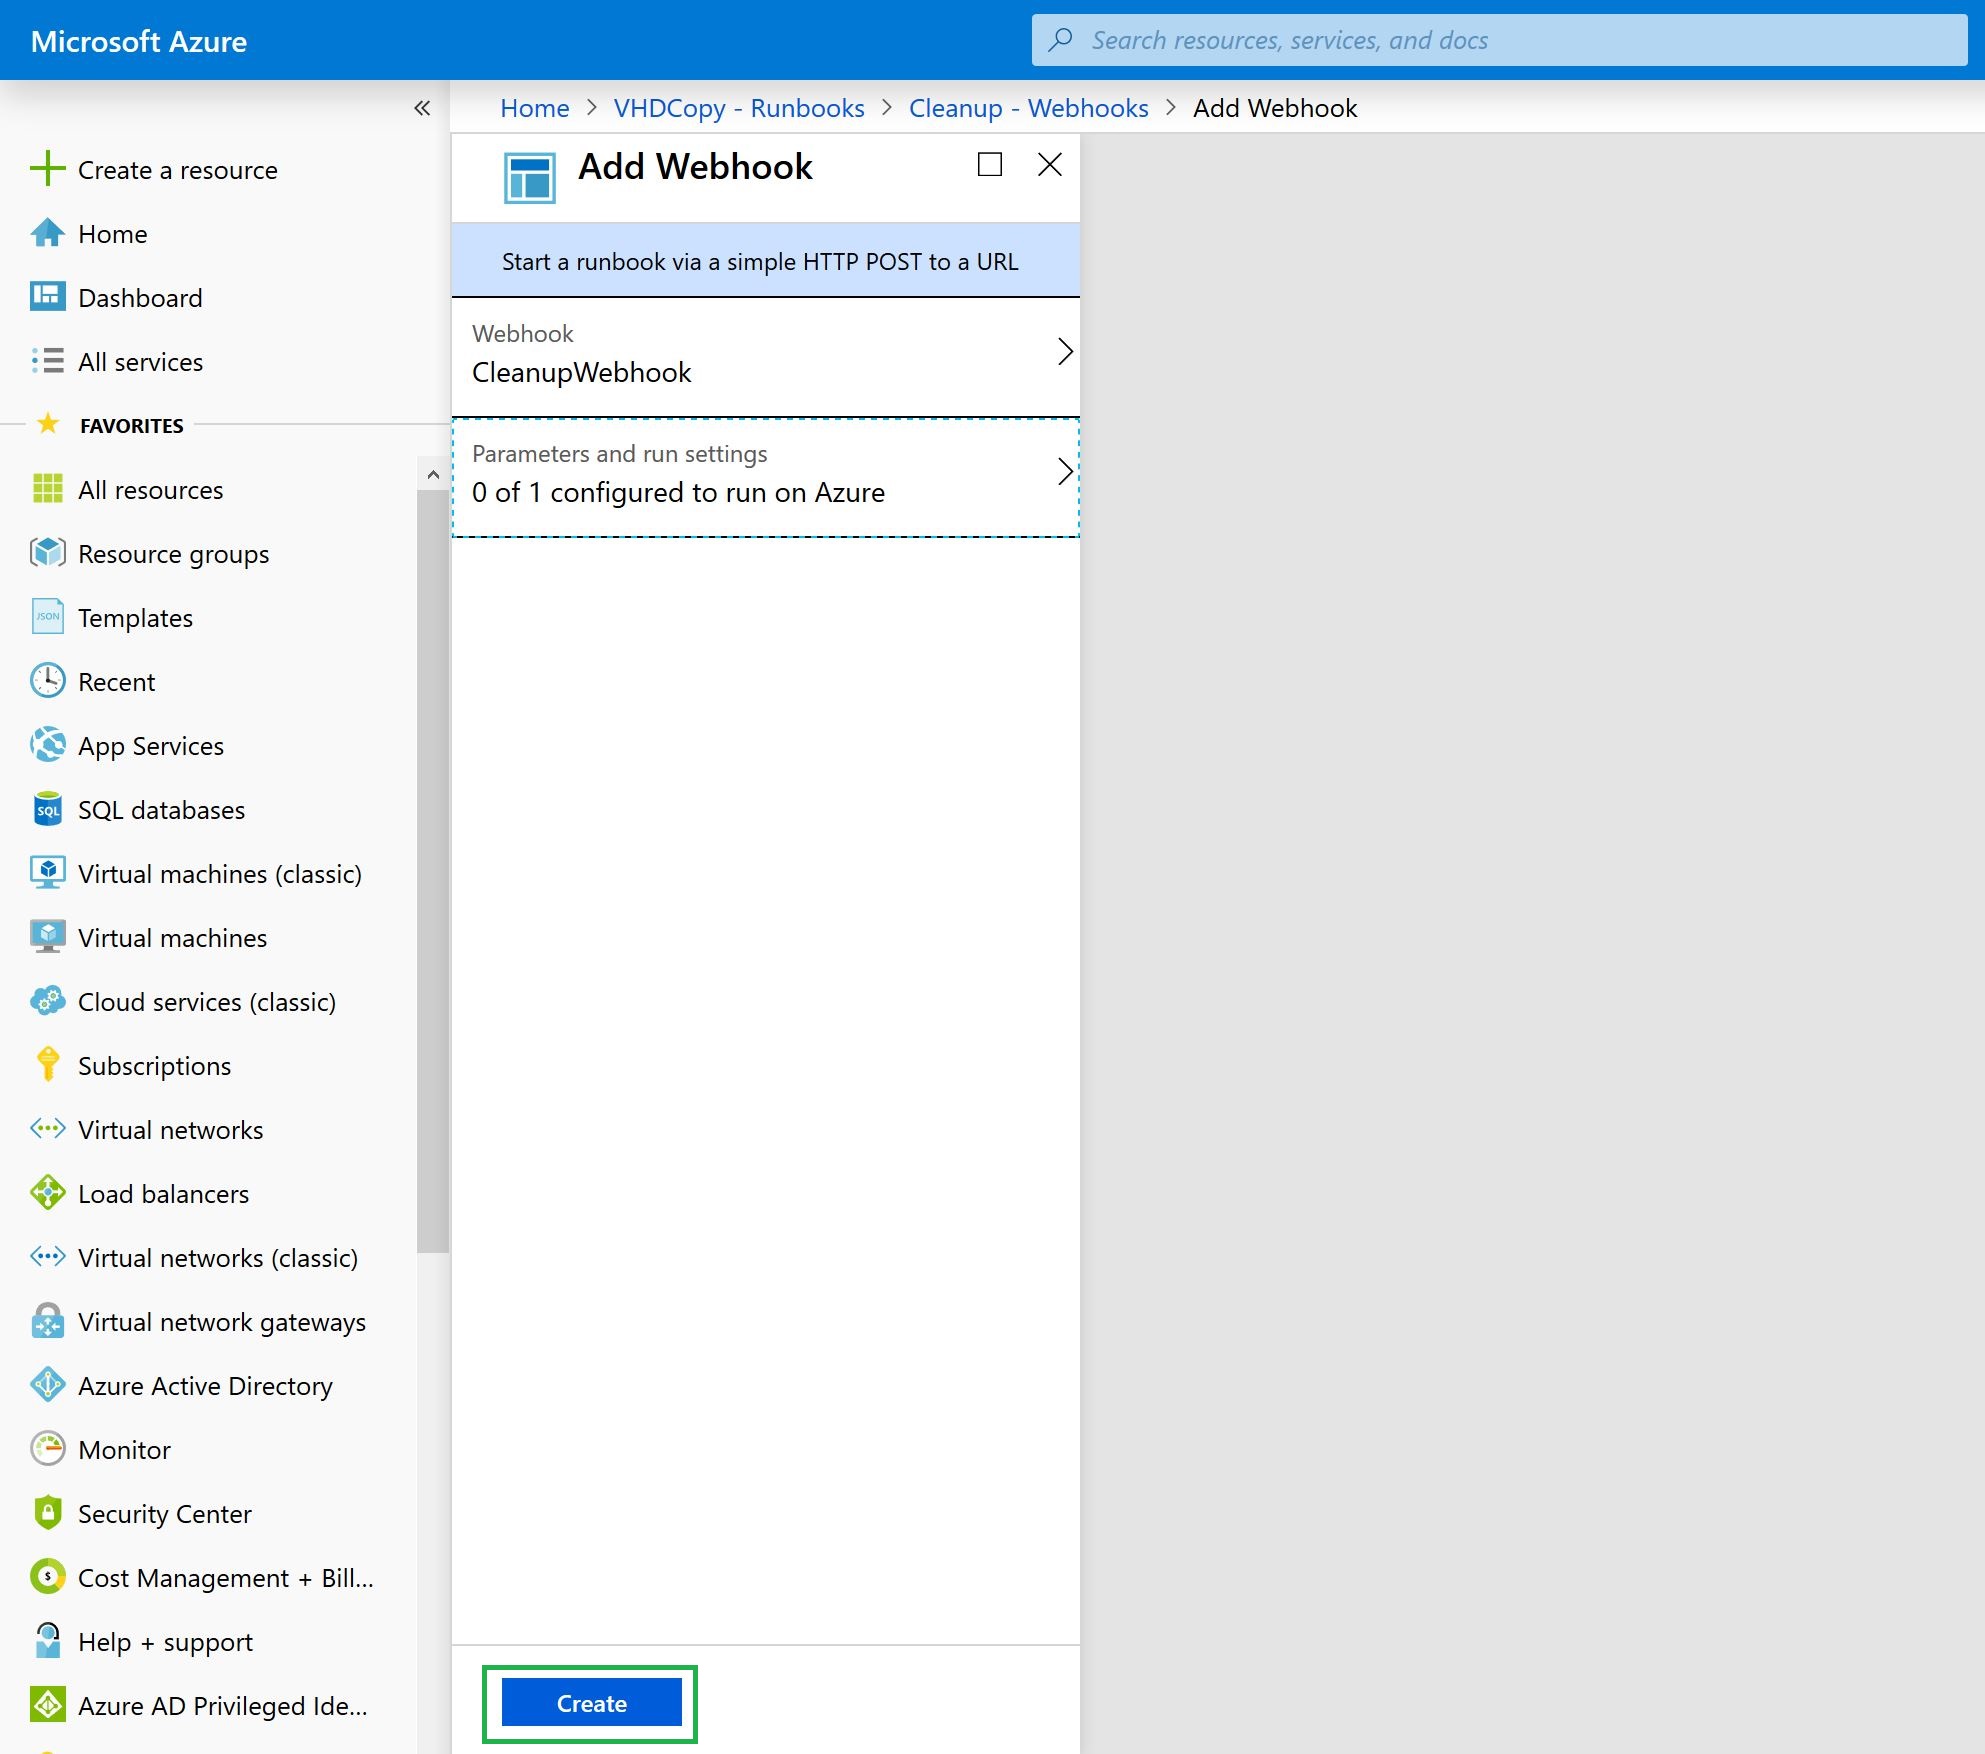 Microsoft Azure
Search resources, services, and docs
Home > VHDCopy - Runbooks > Cleanup - Webhooks > Add Webhook
Create a resource
Home
Dashboard
All services
FAVORITES
All resources
Resource groups
JSON
Templates
Recent
App Services
SQL
SQL databases
Virtual machines (classic)
Virtual machines
Cloud services (classic)
Subscriptions
Virtual networks
Load balancers
Virtual networks (classic)
Virtual network gateways
Azure Active Directory
Monitor
Security Center
$
Cost Management + Bill...
Help + support
Azure AD Privileged Ide...
Add Webhook
Start a runbook via a simple HTTP POST to a URL
Webhook
CleanupWebhook
Parameters and run settings
0 of 1 configured to run on Azure
Create